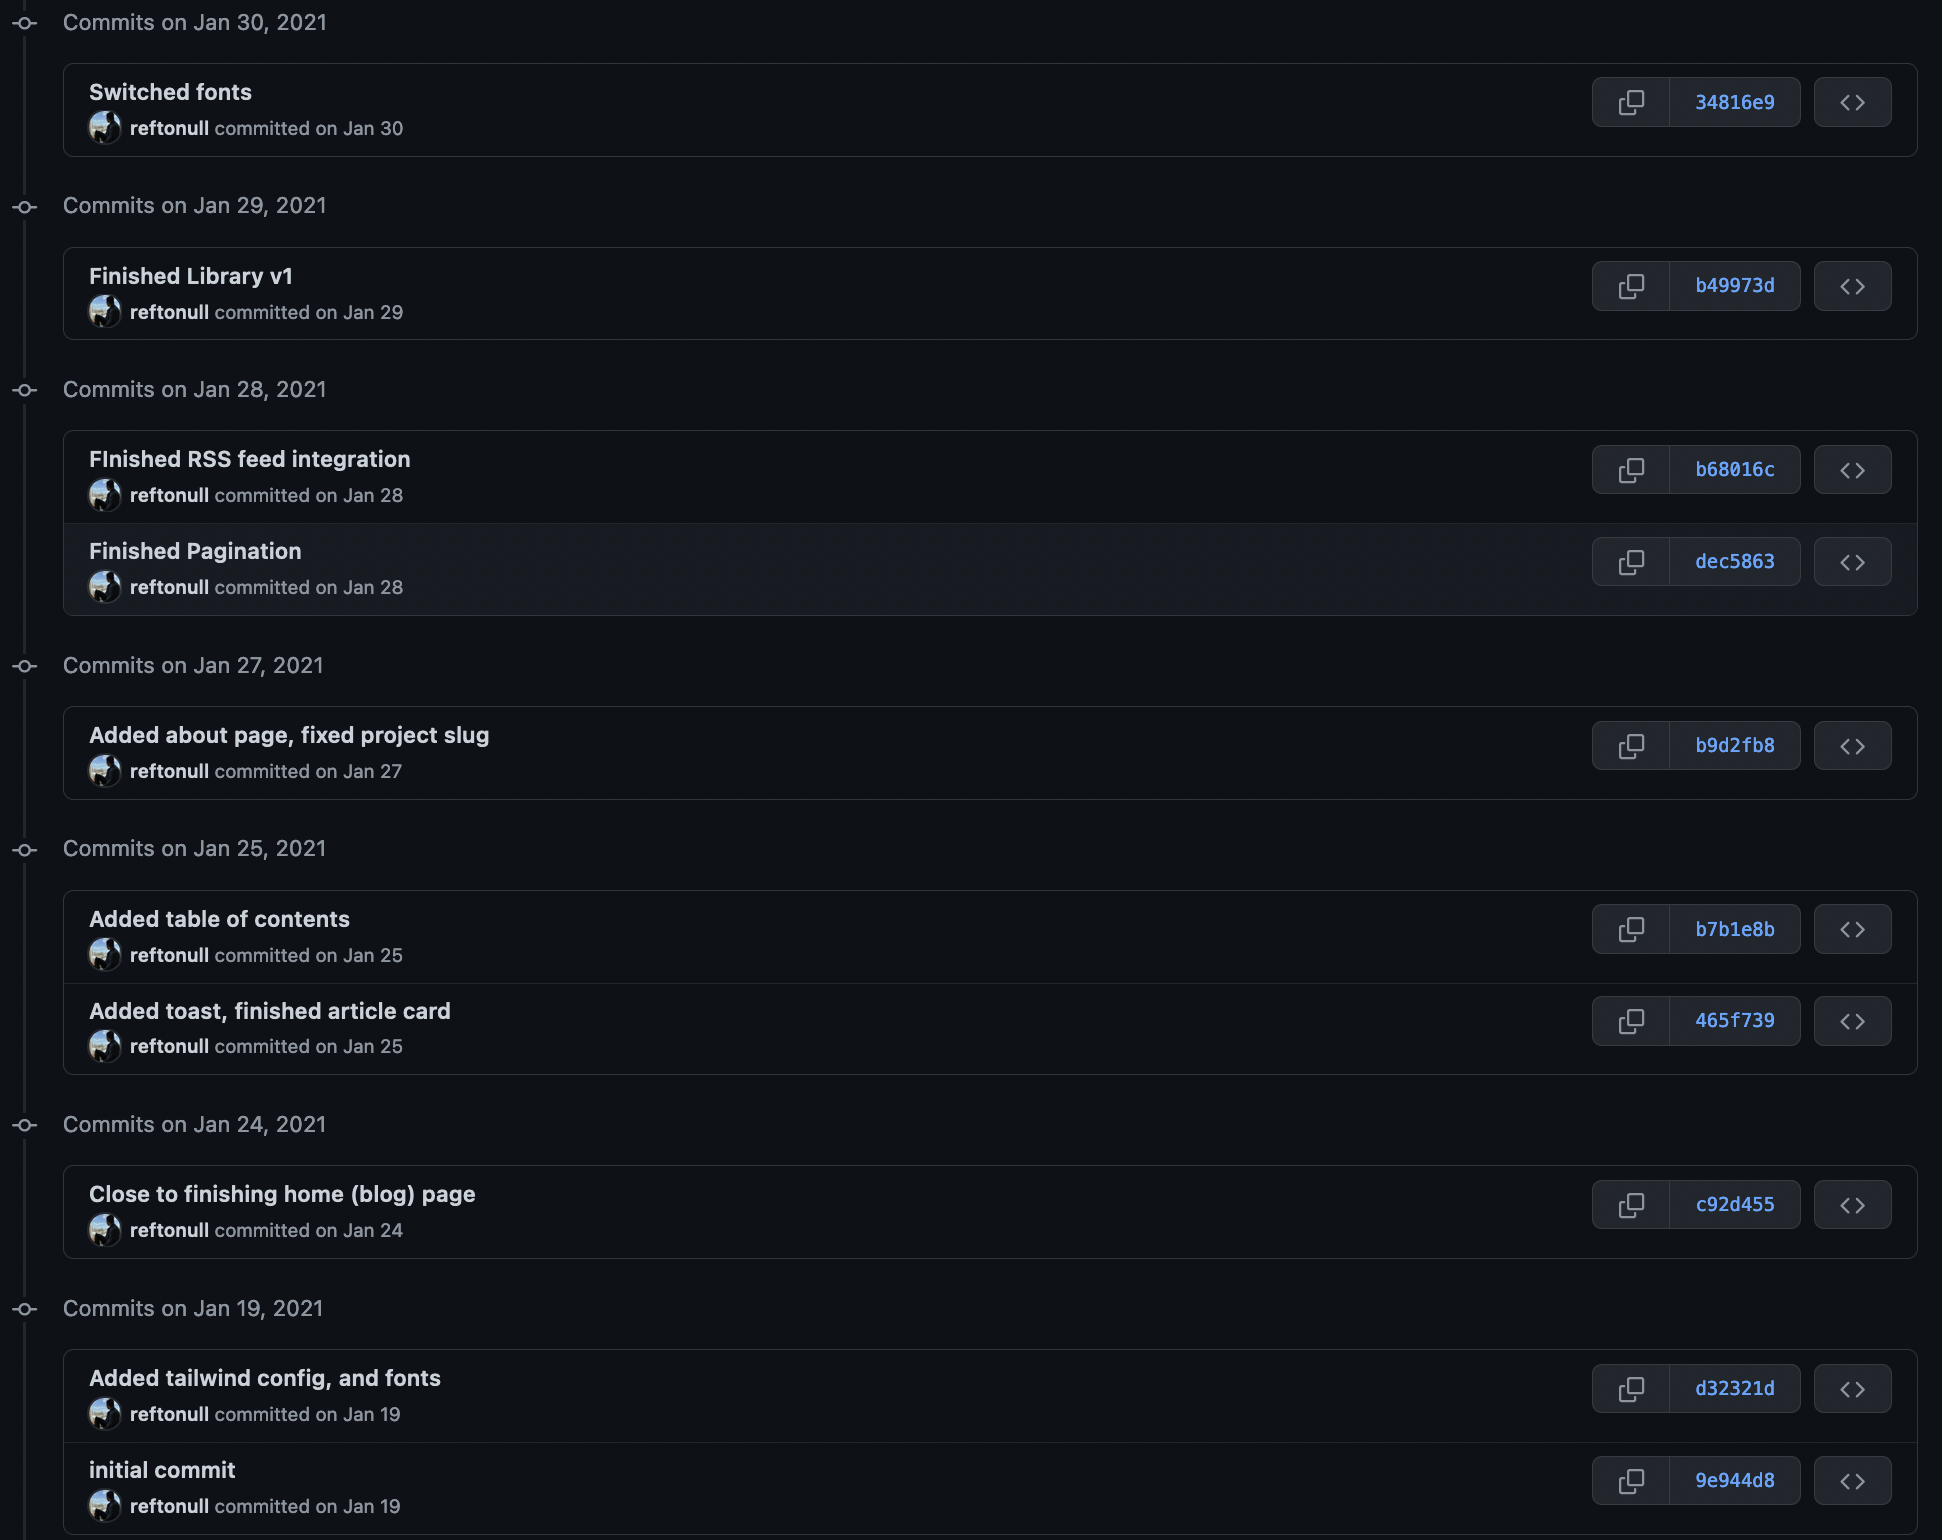 Commits on Jan 30, 2021
Switched fonts
34816e9
reftonull committed on Jan 30
Commits on Jan 29, 2021
Finished Library v1
b49973d
reftonull committed on Jan 29
Commits on Jan 28, 2021
FInished RSS feed integration
b68016c
reftonull committed on Jan 28
Finished Pagination
dec5863
reftonull committed on Jan 28
Commits on Jan 27, 2021
Added about page, fixed project slug
b9d2fb8
reftonull committed on Jan 27
Commits on Jan 25, 2021
Added table of contents
b7b1e8b
reftonull committed on Jan 25
Added toast, finished article card
465f739
reftonull committed on Jan 25
Commits on Jan 24, 2021
Close to finishing home (blog) page
c92d455
reftonull committed on Jan 24
Commits on Jan 19, 2021
Added tailwind config, and fonts
d32321d
reftonull committed on Jan 19
initial commit
9e944d8
reftonull committed on Jan 19